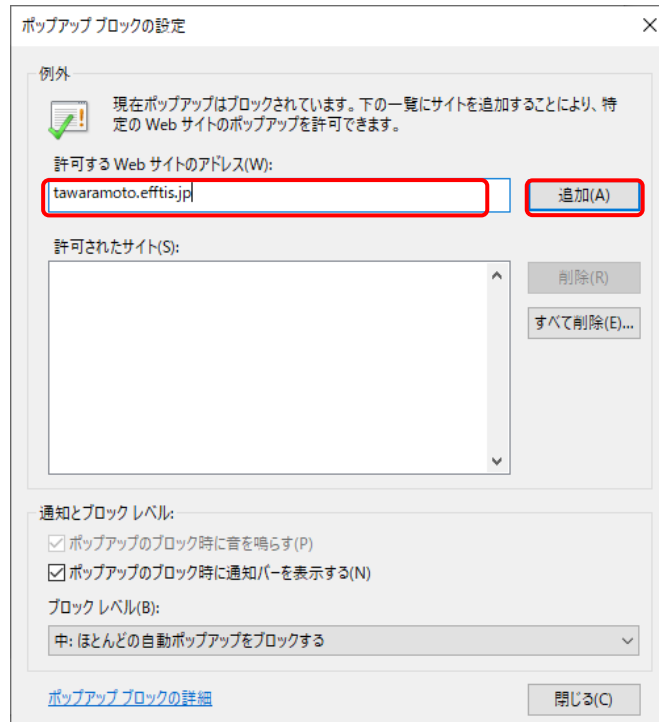 ポップアップ ブロックの設定
例外
現在ポップアップはブロックされています。下の一覧にサイトを追加することにより、特
定の Web サイトのポップアップを許可できます。
許可する Web サイトのアドレス(W):
tawaramoto.efftis.jp
追加(A)
許可されたサイト(S):
削除(R)
すべて削除(E)...
通知とブロック レベル:
ポップアップのブロック時に音を鳴らす(P)
ポップアップのブロック時に通知バーを表示する(N)
ブロック レベル(B):
中: ほとんどの自動ポップアップをブロックする
ポップアップ ブロックの詳細
閉じる(C)